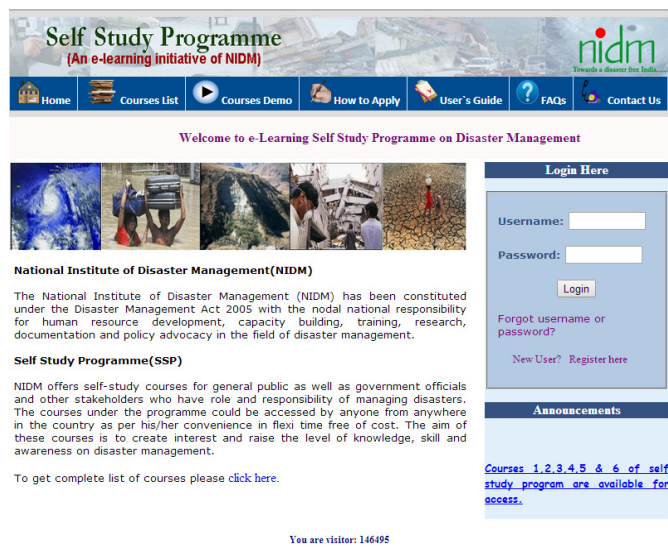 Self Study Programme
(An e-learning initiative of NIDM)
nidm
Towards a disaster free India......
Home
Courses List
Courses Demo
How to Apply
User`s Guide
FAQs
Contact Us
Welcome to e-Learning Self Study Programme on Disaster Management
National Institute of Disaster Management(NIDM)
The National Institute of Disaster Management (NIDM) has been constituted
under the Disaster Management Act 2005 with the nodal national responsibility
for human resource development, capacity building, training, research,
documentation and policy advocacy in the field of disaster management.
Self Study Programme(SSP)
NIDM offers self-study courses for general public as well as government officials
and other stakeholders who have role and responsibility of managing disasters.
The courses under the programme could be accessed by anyone from anywhere
in the country as per his/her convenience in flexi time free of cost. The aim of
these courses is to create interest and raise the level of knowledge, skill and
awareness on disaster management.
To get complete list of courses please click here.
Login Here
Username:
Password:
Login
Forgot username or
password?
New User? Register here
Announcements
Courses 1,2,3,4,5 & 6 of self
study program are available for
access.
You are visitor: 146495